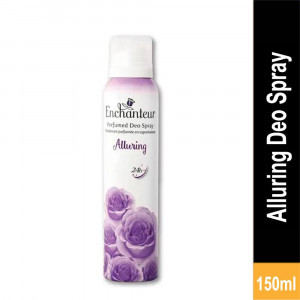 Enchanteur
Perfumed Deo Spray
Alluring
24h
Alluring Deo Spray
150ml